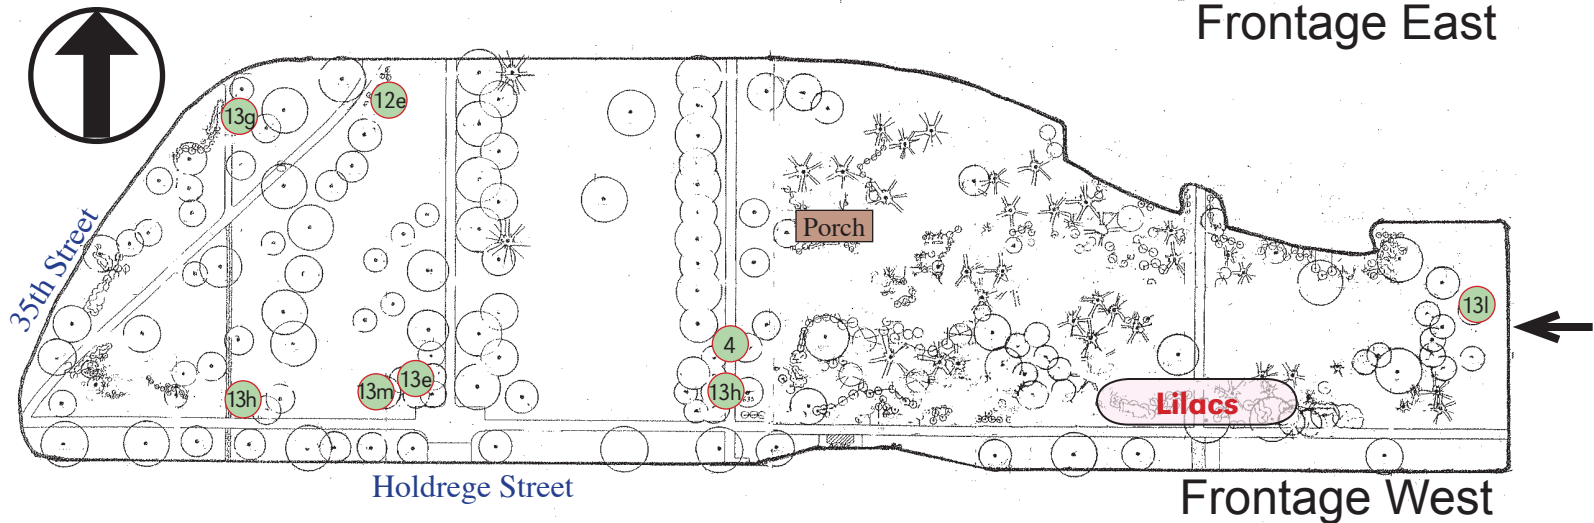 Frontage East
13g
12e
35th Street
Porch
13l
4
13h
13m
13e
13h
Lilacs
Holdrege Street
Frontage West